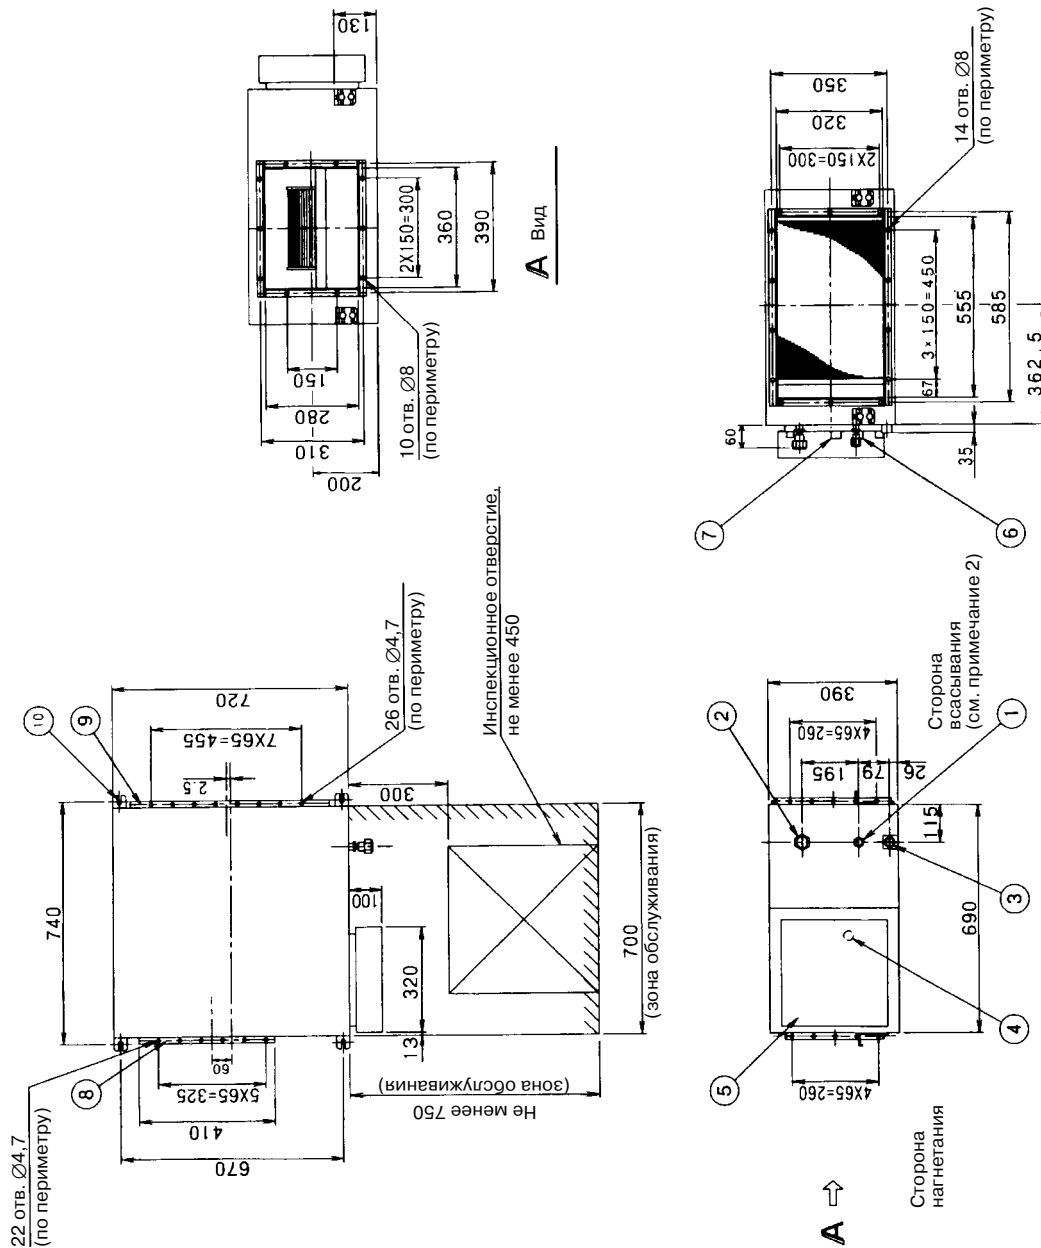 22 отв. Ø4,7
(по периметру)
670
410
5X65=325
60
8
740
10
9
720
7X65=455
2.5
26 отв. Ø4,7
(по периметру)
300
100
13
320
700
(зона обслуживания)
Не менее 750
(зона обслуживания)
Инспекционное отверстие,
не менее 450
130
150
280
310
200
10 отв. Ø8
(по периметру)
2X150=300
360
390
A Вид
A
Сторона
нагнетания
4X65=260
5
4
690
3
115
2
1
390
4X65=260
195
79
26
Сторона
всасывания
(см. примечание 2)
7
6
60
35
67
3×150=450
555
585
362.5
350
320
2X150=300
14 отв. Ø8
(по периметру)